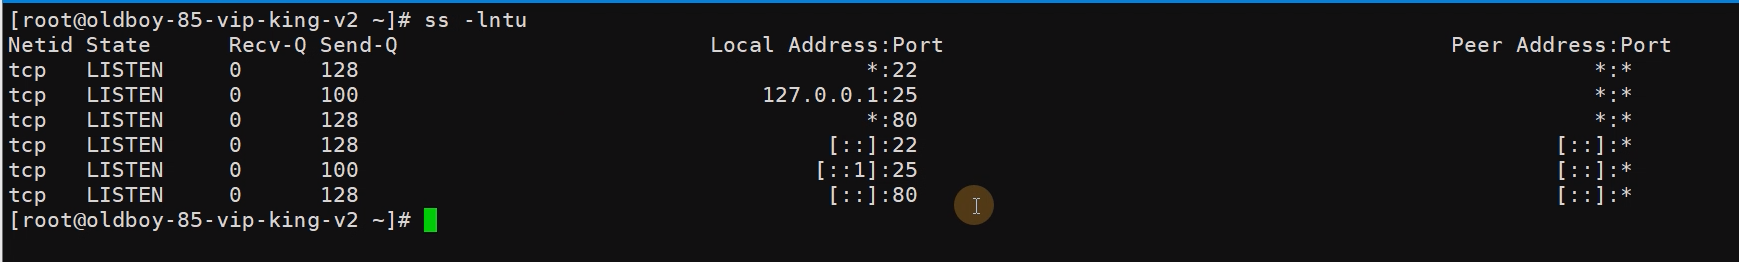 [root@oldboy-85-vip-king-v2 ~]# ss -lntu
Netid State      Recv-Q Send-Q                        Local Address:Port                                       Peer Address:Port
tcp   LISTEN     0      128                                       *:22                                                    *:*
tcp   LISTEN     0      100                               127.0.0.1:25                                                    *:*
tcp   LISTEN     0      128                                       *:80                                                    *:*
tcp   LISTEN     0      128                                    [::]:22                                                 [::]:*
tcp   LISTEN     0      100                                   [::1]:25                                                 [::]:*
tcp   LISTEN     0      128                                    [::]:80                                                 [::]:*
[root@oldboy-85-vip-king-v2 ~]#